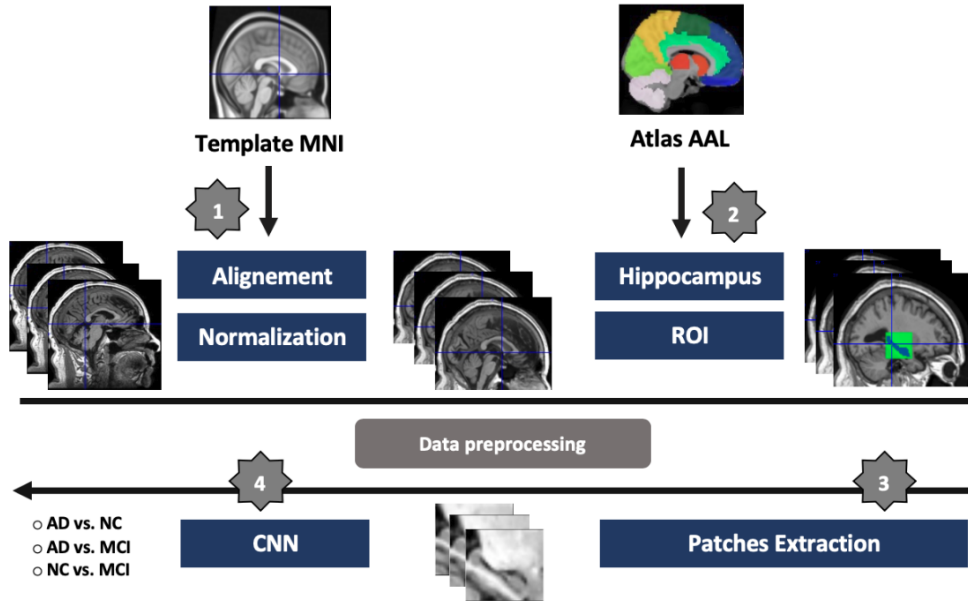 Template MNI
Atlas AAL
1
2
Alignement
Hippocampus
Normalization
ROI
Data preprocessing
4
3
AD vs. NC
AD vs. MCI
NC vs. MCI
CNN
Patches Extraction